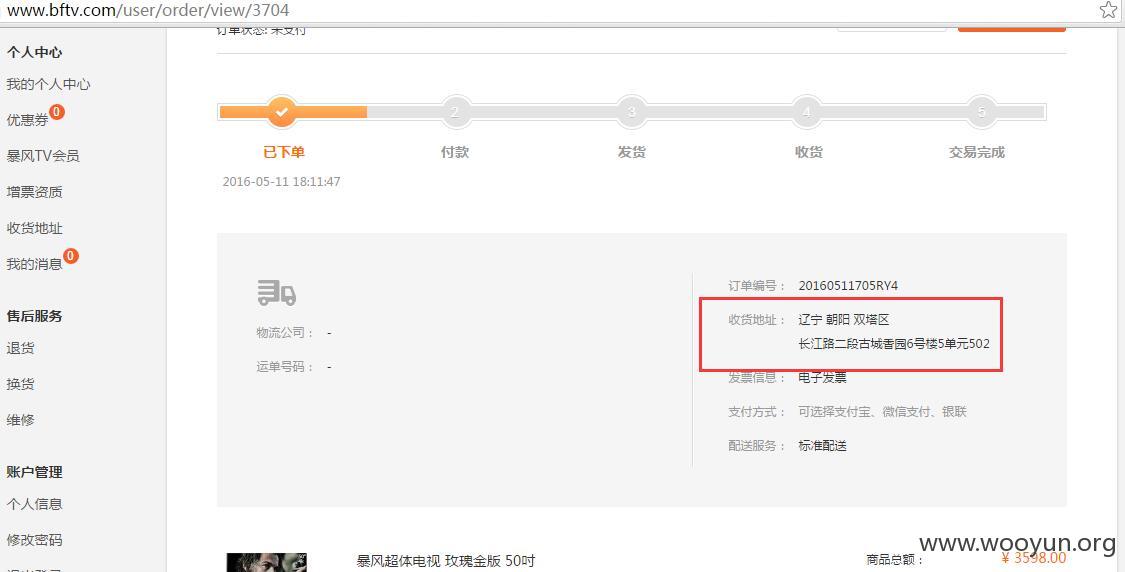 www.bftv.com/user/order/view/3704
订单状态: 未支付
个人中心
我的个人中心
优惠券 0
暴风TV会员
增票资质
收货地址
我的消息 0
售后服务
退货
换货
维修
账户管理
个人信息
修改密码
退出登录
2
3
4
5
已下单
付款
发货
收货
交易完成
2016-05-11 18:11:47
物流公司： -
运单号码： -
订单编号： 20160511705RY4
收货地址： 辽宁 朝阳 双塔区
长江路二段古城香园6号楼5单元502
发票信息： 电子发票
支付方式： 可选择支付宝、微信支付、银联
配送服务： 标准配送
暴风超体电视 玫瑰金版 50吋
商品总额： ¥ 3598.00
www.wooyun.org